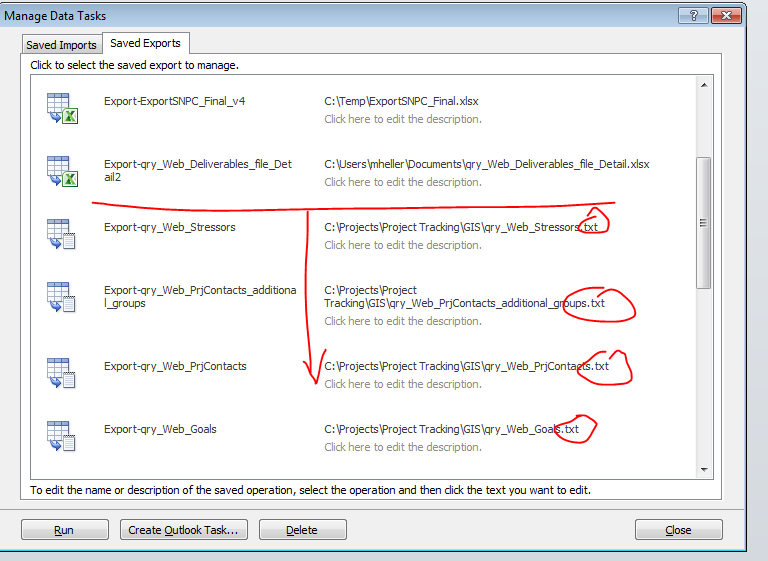 Manage Data Tasks
Saved Imports
Saved Exports
Click to select the saved export to manage.
Export-ExportSNPC_Final_v4
C:\Temp\ExportSNPC_Final.xlsx
Click here to edit the description.
Export-qry_Web_Deliverables_file_Det
ail2
C:\Users\mheller\Documents\qry_Web_Deliverables_file_Detail.xlsx
Click here to edit the description.
Export-qry_Web_Stressors
C:\Projects\Project Tracking\GIS\qry_Web_Stressors.txt
Click here to edit the description.
Export-qry_Web_PrjContacts_additiona
l_groups
C:\Projects\Project
Tracking\GIS\qry_Web_PrjContacts_additional_groups.txt
Click here to edit the description.
Export-qry_Web_PrjContacts
C:\Projects\Project Tracking\GIS\qry_Web_PrjContacts.txt
Click here to edit the description.
Export-qry_Web_Goals
C:\Projects\Project Tracking\GIS\qry_Web_Goals.txt
Click here to edit the description.
To edit the name or description of the saved operation, select the operation and then click the text you want to edit.
Run
Create Outlook Task...
Delete
Close